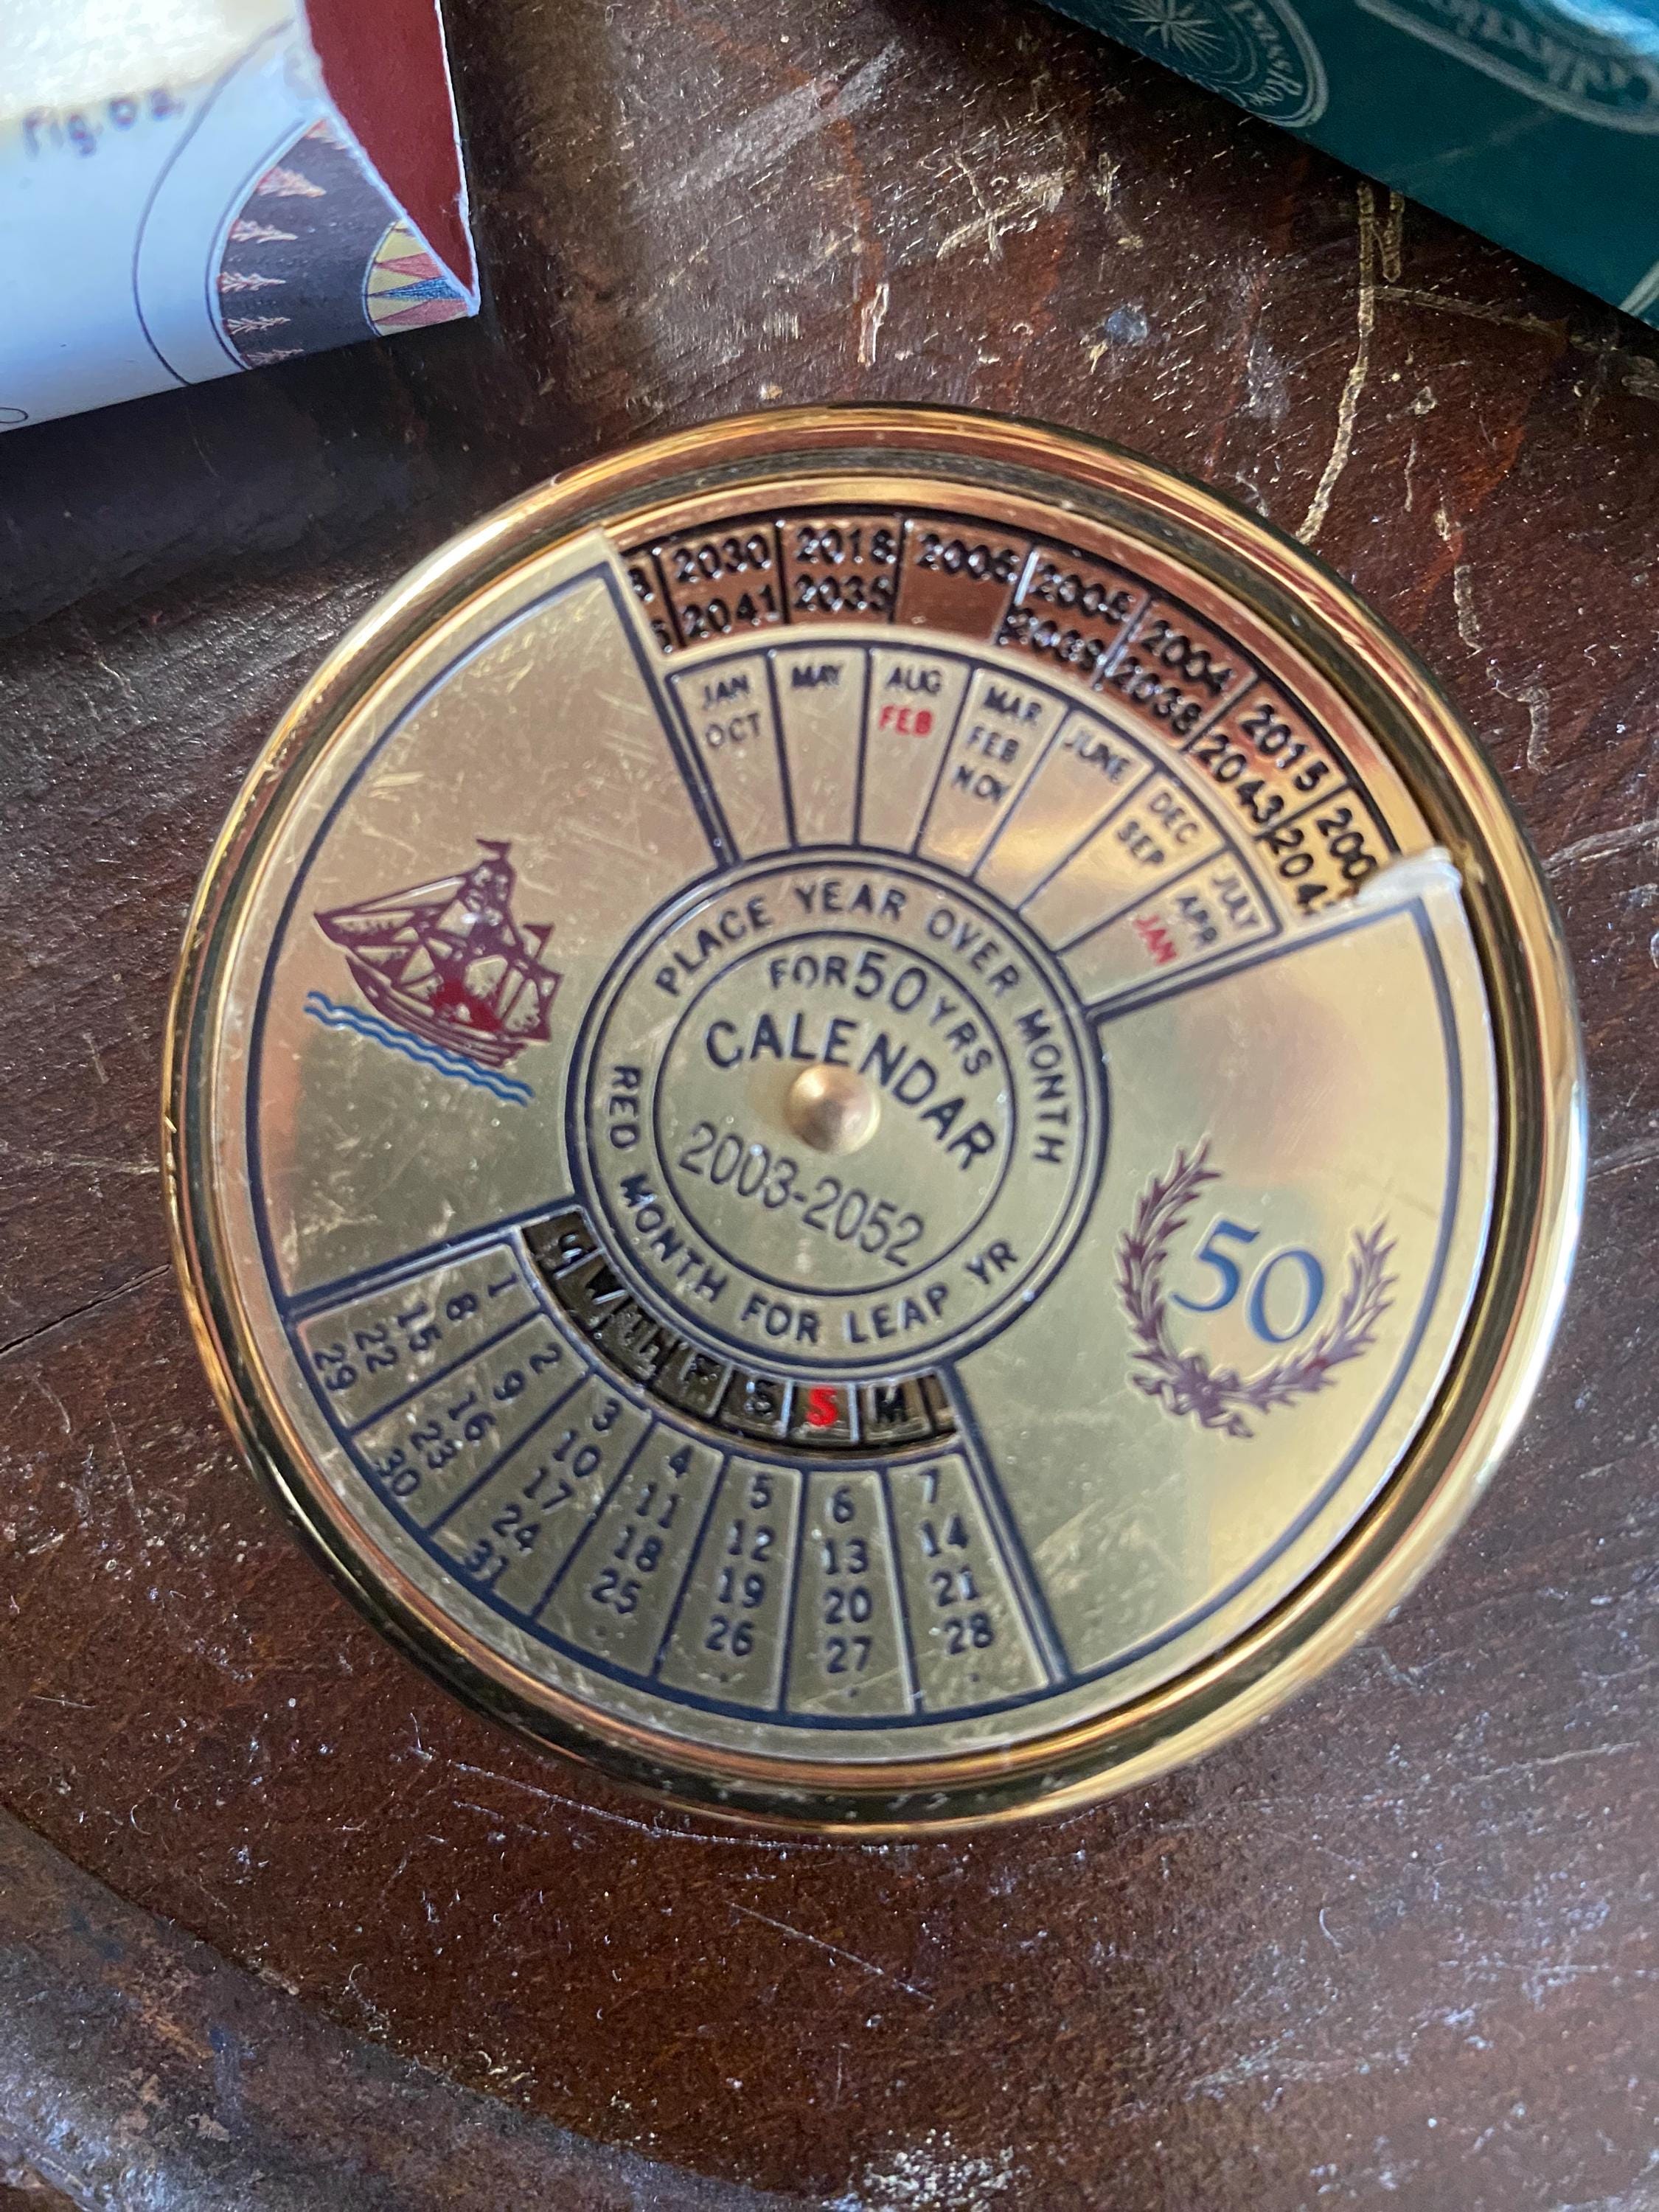 Fig. 02.
2030
2041
2018
2035
2005
2004
2038
2015
2043
JAN
OCT
MAY
AUG
FEB
MAR
FEB
NOV
JUNE
DEC
SEP
JULY
APR
JAN
PLACE YEAR OVER MONTH
FOR 50 YRS
CALENDAR
2003-2052
RED MONTH FOR LEAP YR
50
W TH F S S M
1 2 3 4 5 6 7
8 9 10 11 12 13 14
15 16 17 18 19 20 21
22 23 24 25 26 27 28
29 30 31